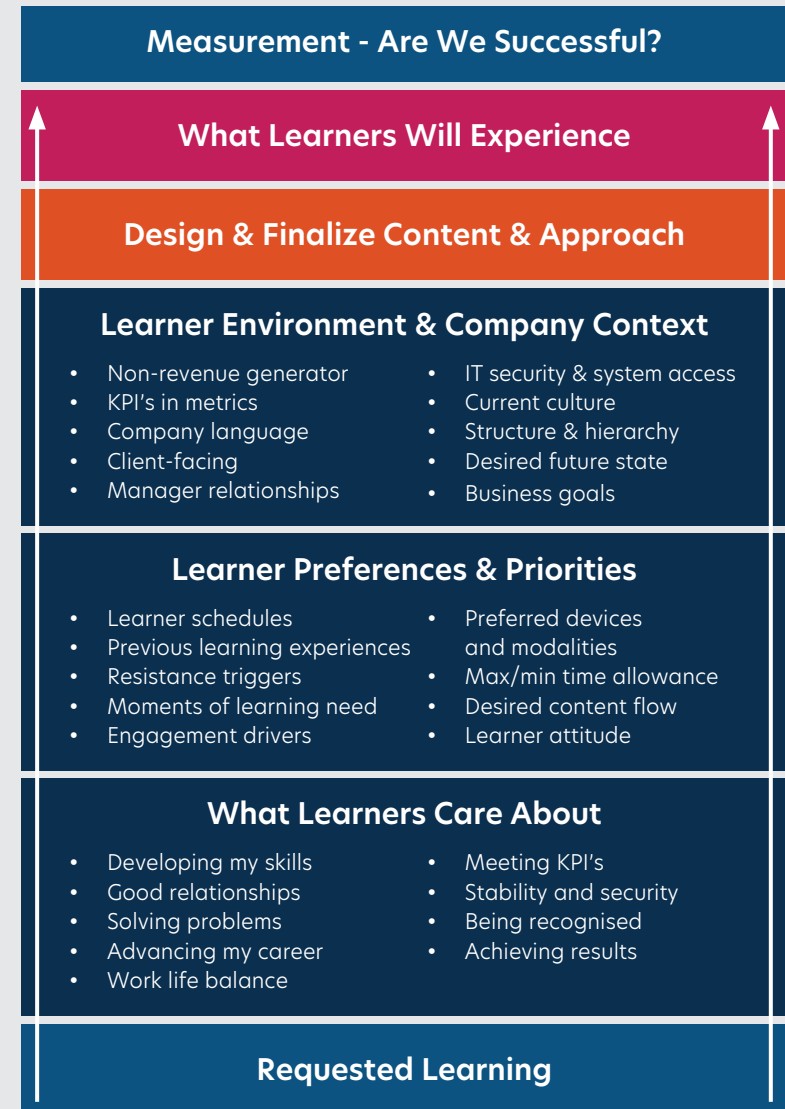 Measurement - Are We Successful?
What Learners Will Experience
Design & Finalize Content & Approach
Learner Environment & Company Context
• Non-revenue generator
• KPI's in metrics
• Company language
• Client-facing
• Manager relationships
• IT security & system access
• Current culture
• Structure & hierarchy
• Desired future state
• Business goals
Learner Preferences & Priorities
• Learner schedules
• Previous learning experiences
• Resistance triggers
• Moments of learning need
• Engagement drivers
• Preferred devices
and modalities
• Max/min time allowance
• Desired content flow
• Learner attitude
What Learners Care About
• Developing my skills
• Good relationships
• Solving problems
• Advancing my career
• Work life balance
• Meeting KPI's
• Stability and security
• Being recognised
• Achieving results
Requested Learning